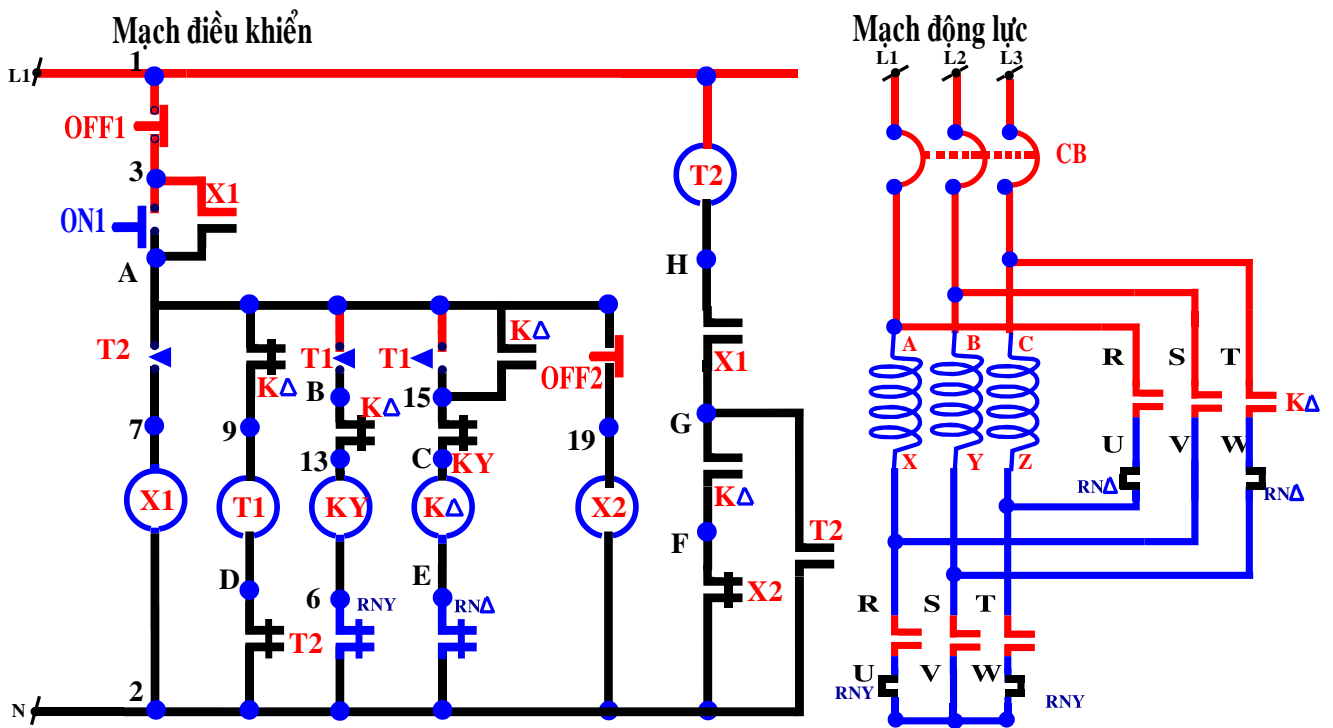 Mạch điều khiển
Mạch động lực
L1
1
L1
L2
L3
OFF1
T2
CB
3
X1
ON1
A
H
T2
KΔ
T1
T1
KΔ
OFF2
X1
A
B
C
R
S
T
KΔ
B
KΔ
15
G
7
9
19
13
C
KY
KΔ
X
Y
Z
U
V
W
RNΔ
RNΔ
X1
T1
KY
KΔ
X2
F
T2
D
6
RNY
E
RNΔ
X2
R
S
T
T2
U
V
W
RNY
RNY
2
N